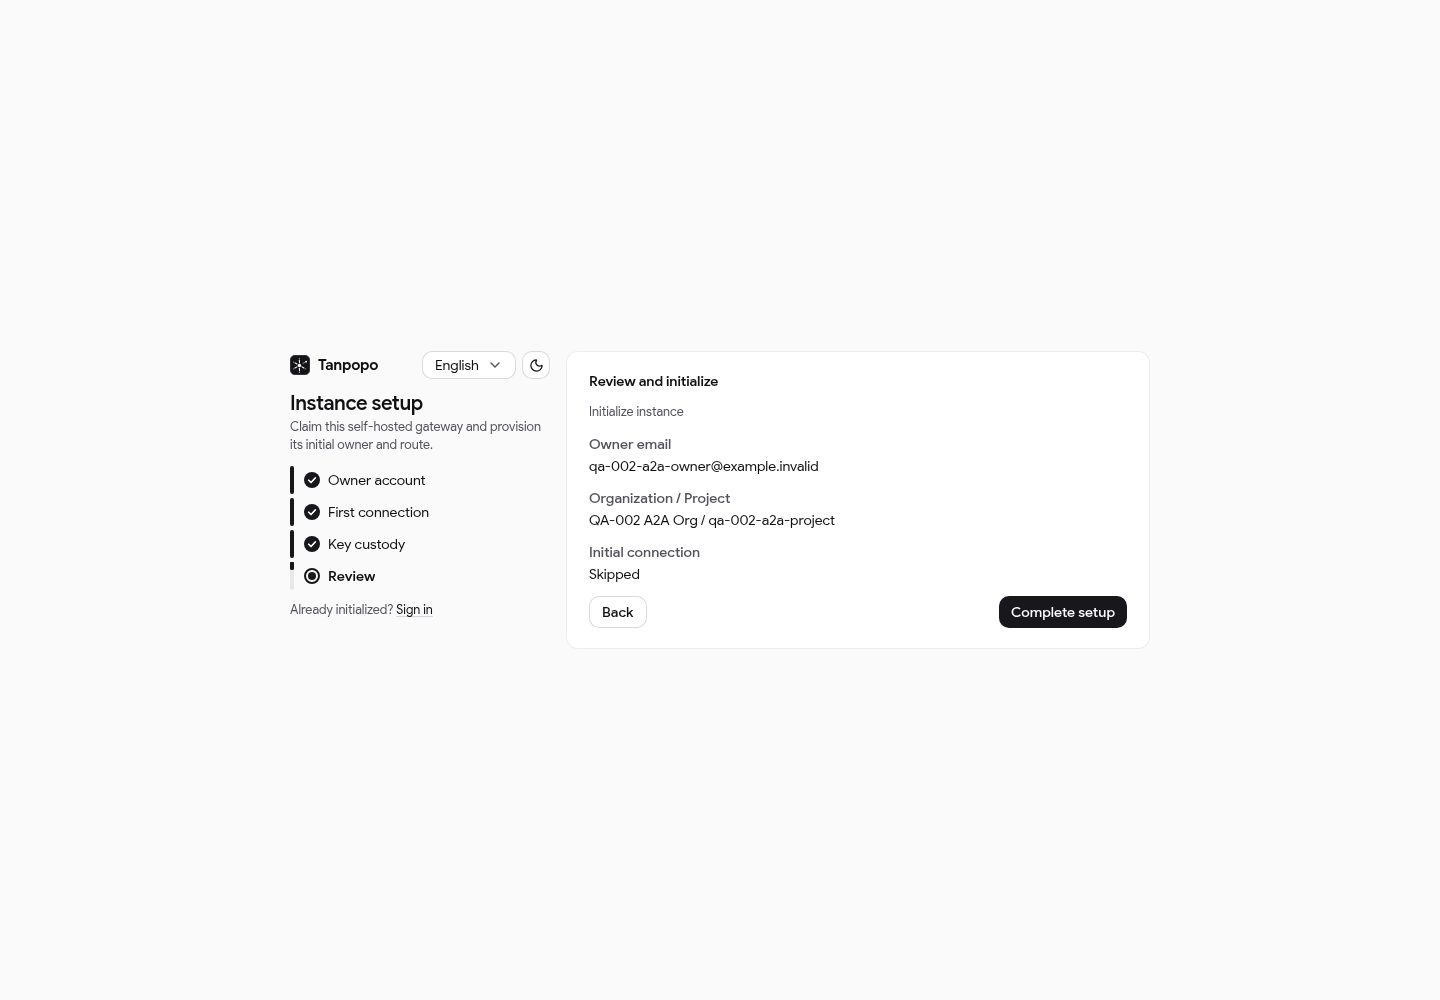 Tanpopo
English
Instance setup
Claim this self-hosted gateway and provision
its initial owner and route.
Owner account
First connection
Key custody
Review
Already initialized? Sign in
Review and initialize
Initialize instance
Owner email
qa-002-a2a-owner@example.invalid
Organization / Project
QA-002 A2A Org / qa-002-a2a-project
Initial connection
Skipped
Back
Complete setup